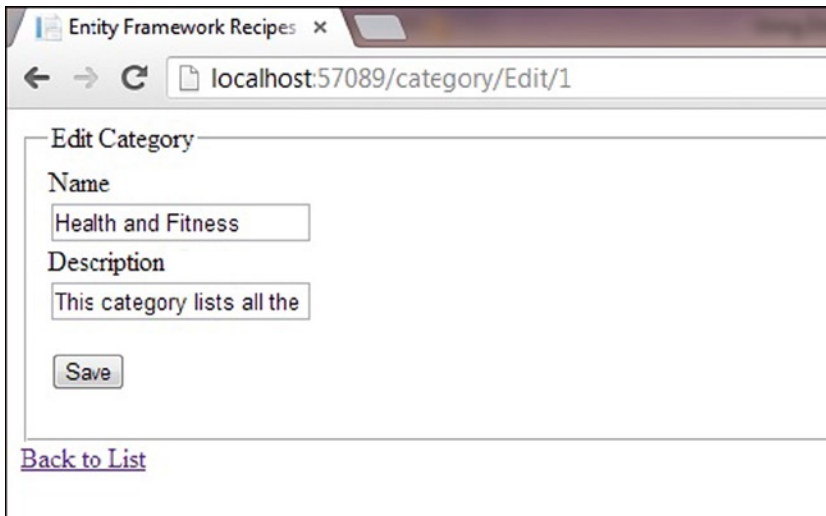 Entity Framework Recipes
localhost:57089/category/Edit/1
Edit Category
Name
Health and Fitness
Description
This category lists all the
Save
Back to List